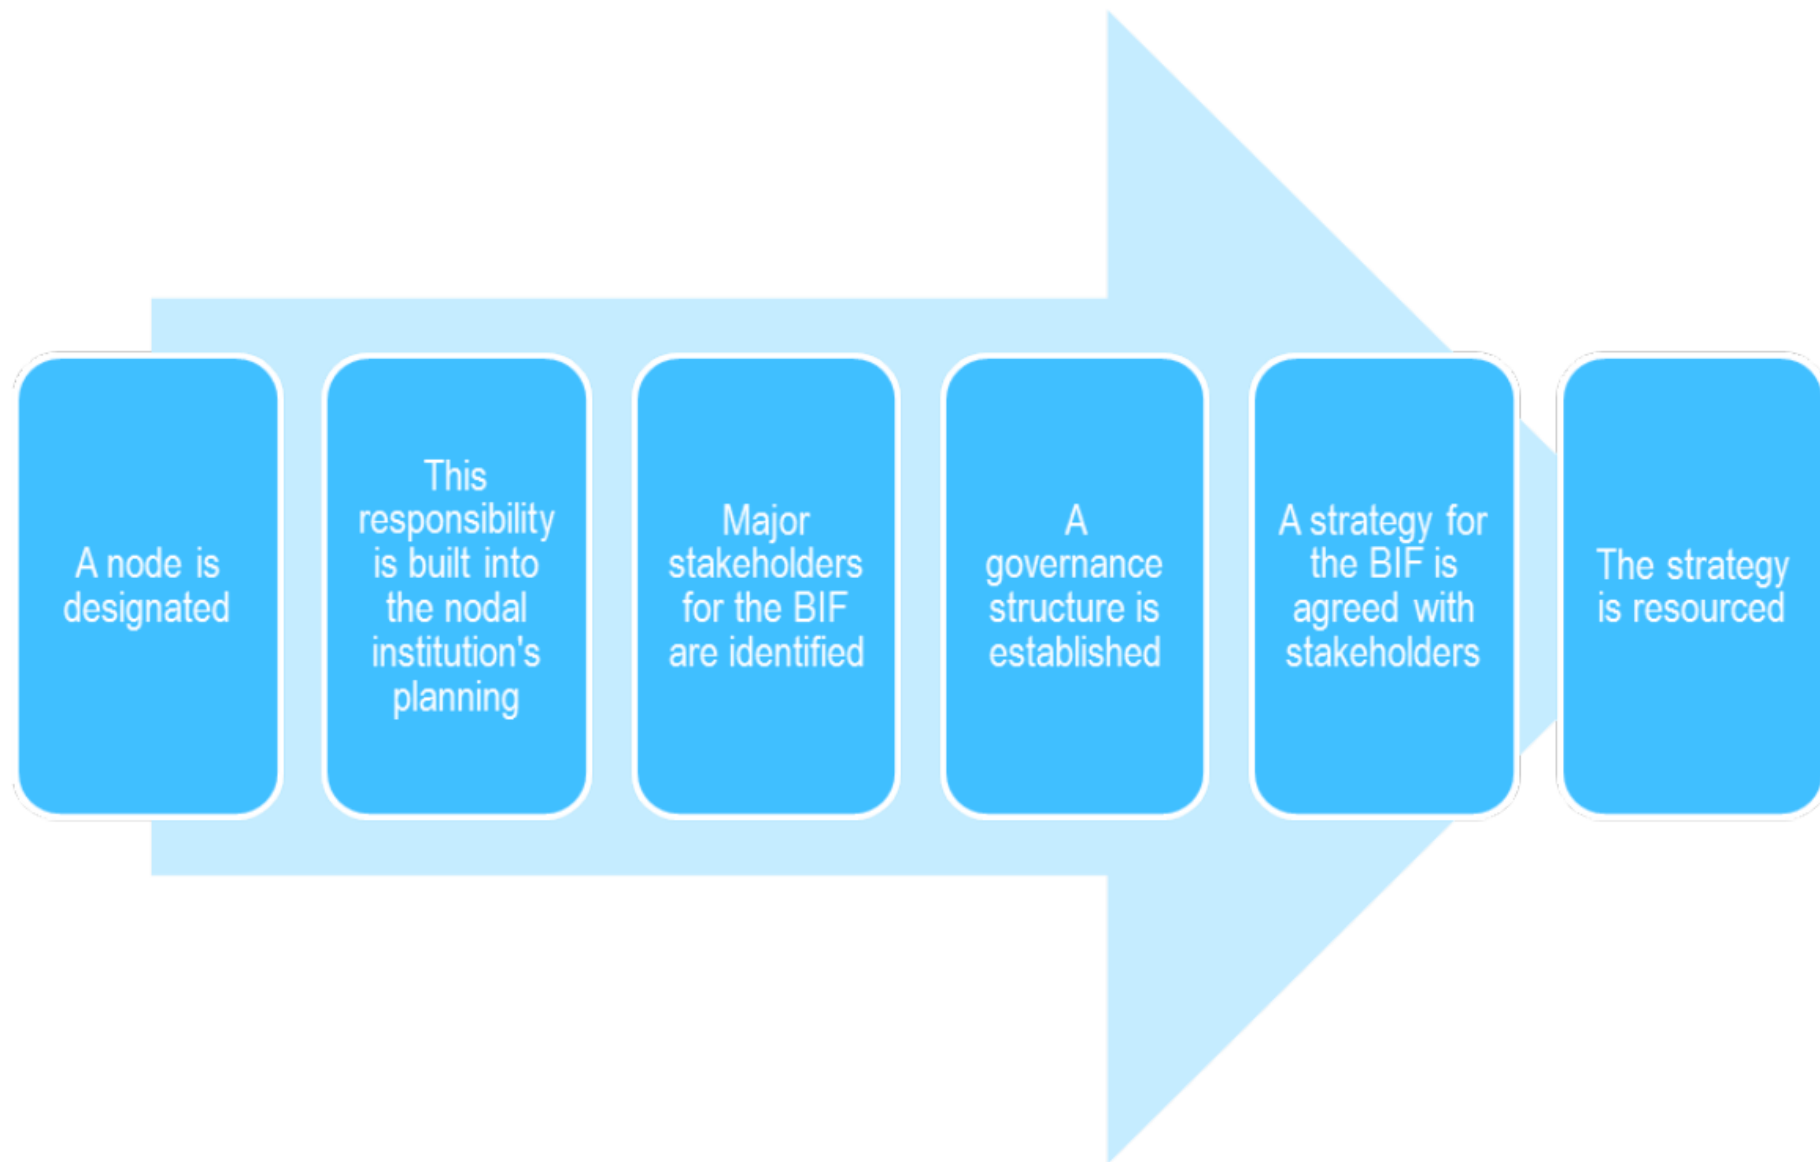 A node is
designated
This
responsibility
is built into
the nodal
institution's
planning
Major
stakeholders
for the BIF
are identified
A
governance
structure is
established
A strategy for
the BIF is
agreed with
stakeholders
The strategy
is resourced